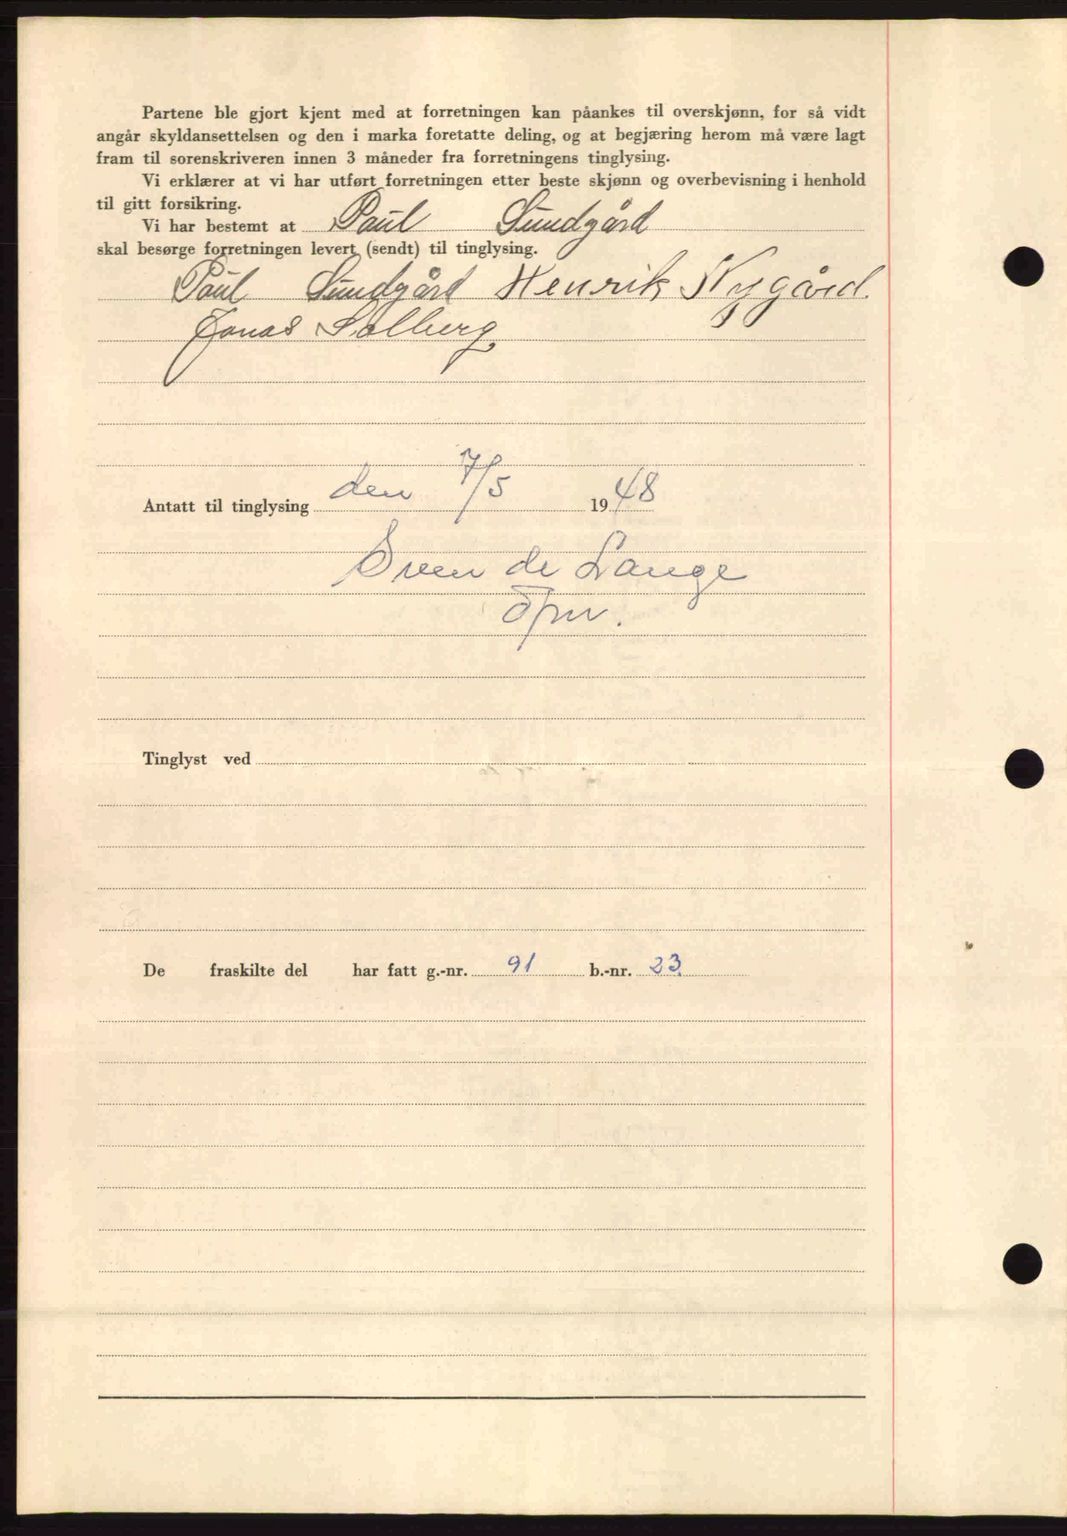 Partene ble gjort kjent med at forretningen kan påankes til overskjønn, for så vidt
angår skyldansettelsen og den i marka foretatte deling, og at begjæring herom må være lagt
fram til sorenskriveren innen 3 måneder fra forretningens tinglysing.
Vi erklærer at vi har utført forretningen etter beste skjønn og overbevisning i henhold
til gitt forsikring.
Vi har bestemt at Paul Sundgård
skal besørge forretningen levert (sendt) til tinglysing.
Paul Sundgård Henrik Nygård.
Jonas Solberg
Antatt til tinglysing den 7/5 1948
Sven de Lange
Tinglyst ved
De fraskilte del har fatt g.-nr. 91 b.-nr. 23.